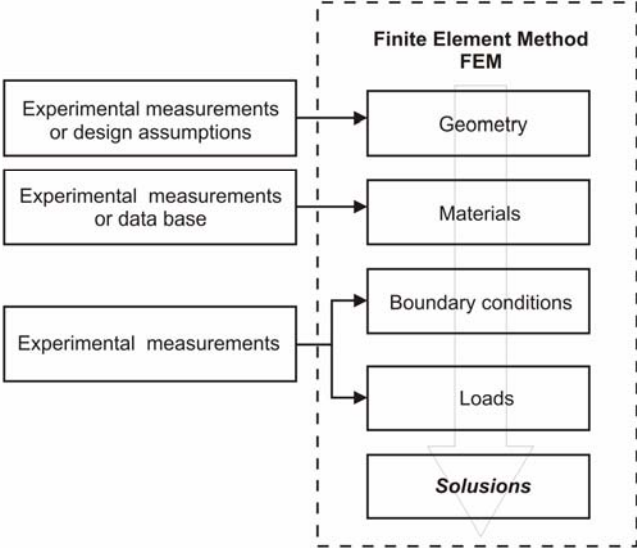 Finite Element Method
FEM
Experimental measurements
or design assumptions
Geometry
Experimental measurements
or data base
Materials
Boundary conditions
Experimental measurements
Loads
Solusions